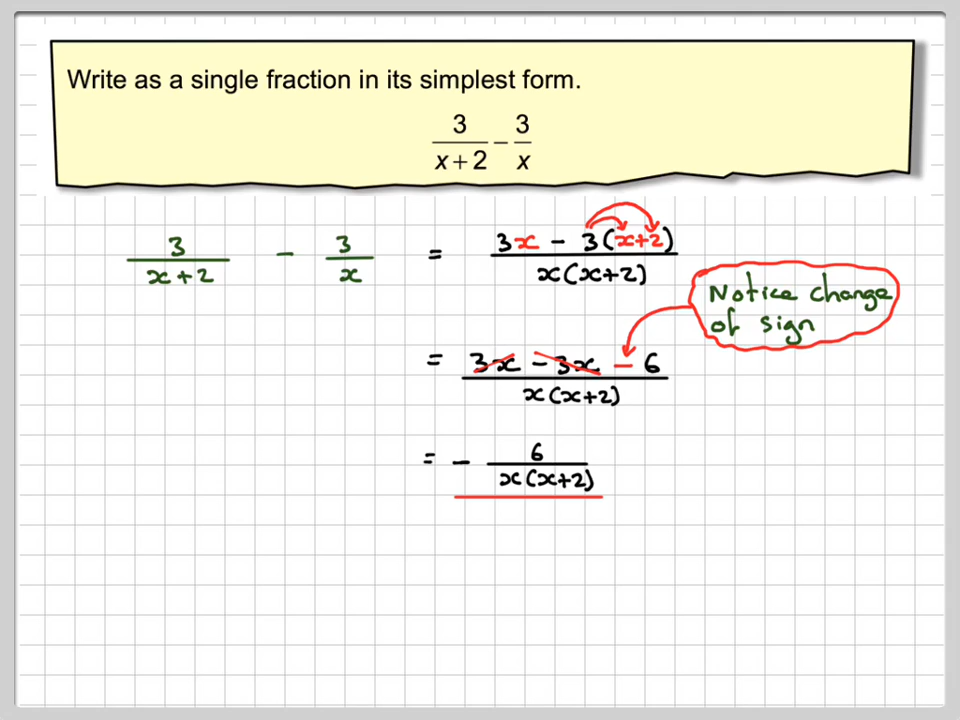 Write as a single fraction in its simplest form.
3/(x+2) − 3/x
3/(x+2) − 3/x = (3x − 3(x+2))/(x(x+2))
Notice change
of sign
= (3x − 3x − 6)/(x(x+2))
= − 6/(x(x+2))